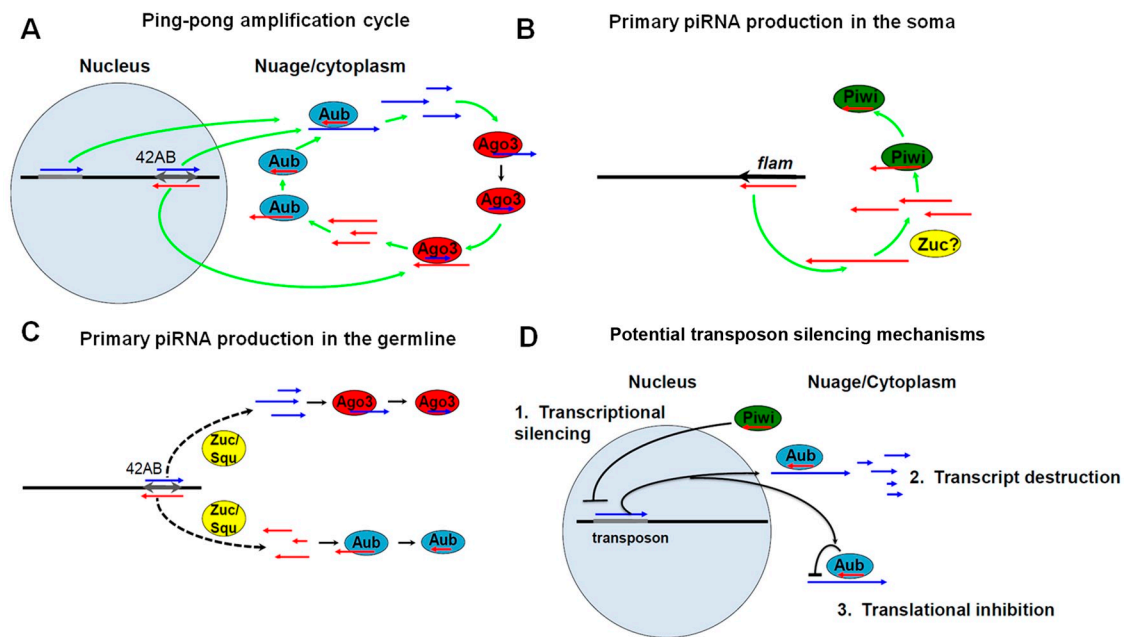 A
Ping-pong amplification cycle
Nucleus
Nuage/cytoplasm
42AB
Aub
Aub
Aub
Ago3
Ago3
Ago3
B
Primary piRNA production in the soma
Piwi
Piwi
flam
Zuc?
C
Primary piRNA production in the germline
Zuc/
Squ
42AB
Zuc/
Squ
Ago3
Ago3
Aub
Aub
D
Potential transposon silencing mechanisms
Nucleus
Nuage/Cytoplasm
1. Transcriptional
silencing
Piwi
Aub
2. Transcript destruction
transposon
Aub
3. Translational inhibition